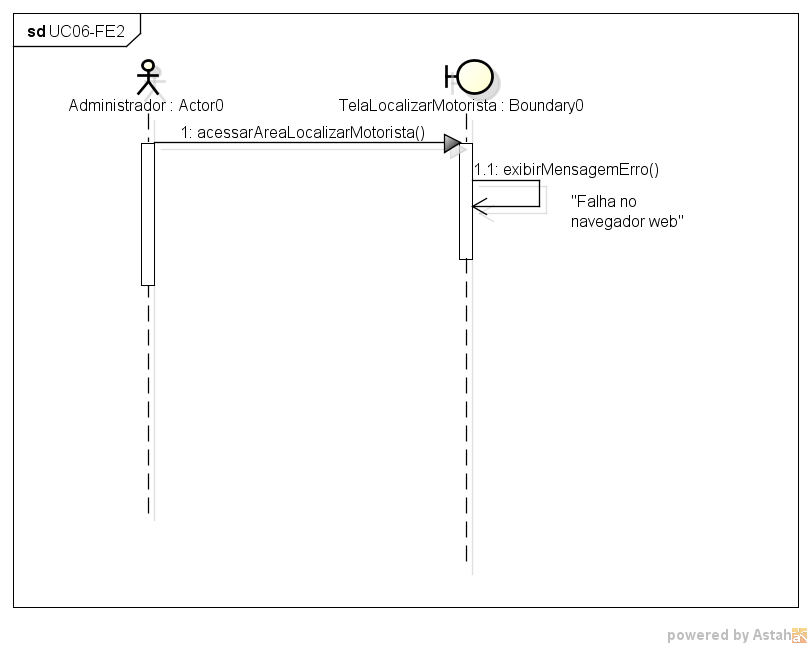 sd UC06-FE2
Administrador : Actor0
TelaLocalizarMotorista : Boundary0
1: acessarAreaLocalizarMotorista()
1.1: exibirMensagemErro()
"Falha no
navegador web"
powered by Astah